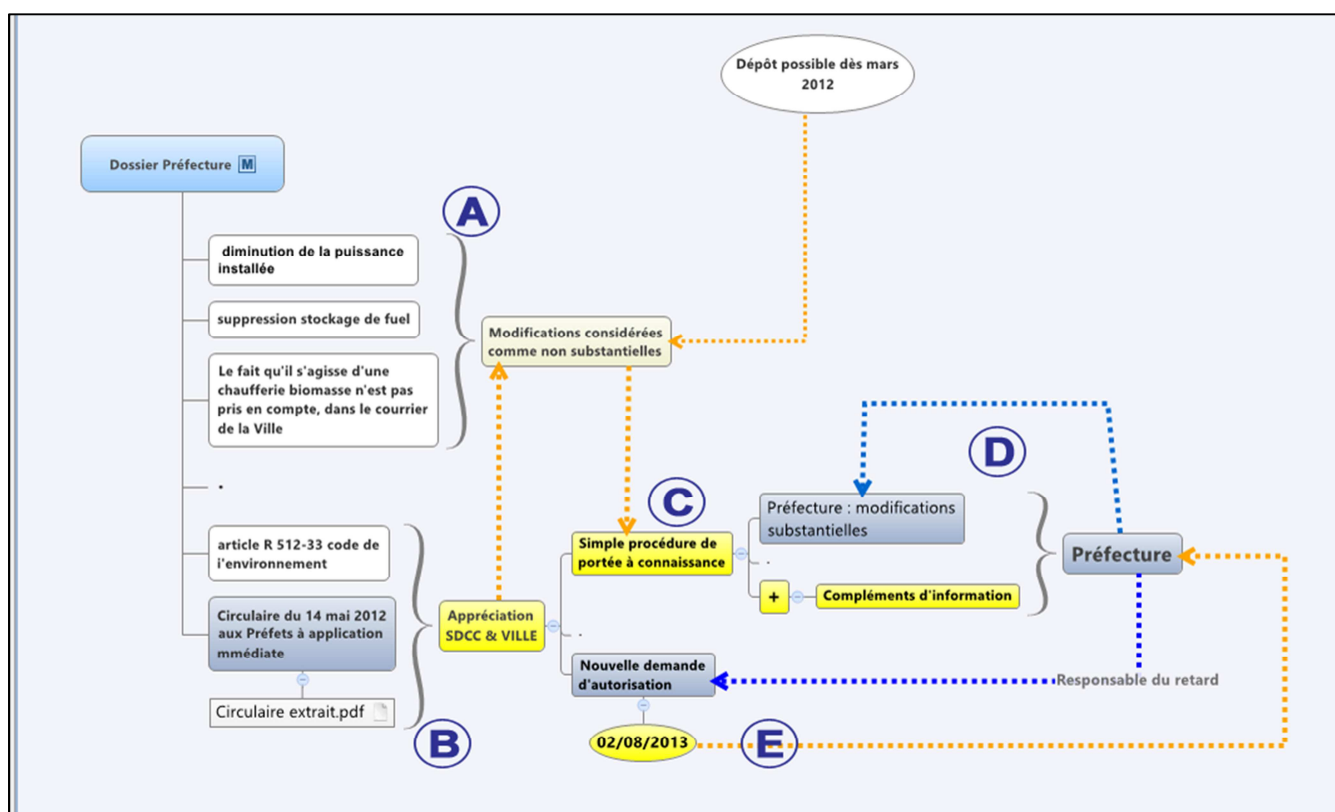 Dépôt possible dès mars
2012
Dossier Préfecture M
A
diminution de la puissance
installée
suppression stockage de fuel
Le fait qu'il s'agisse d'une
chaufferie biomasse n'est pas
pris en compte, dans le courrier
de la Ville
Modifications considérées
comme non substantielles
.
article R 512-33 code de
i'environnement
Circulaire du 14 mai 2012
aux Préfets à application
mmédiate
Circulaire extrait.pdf
B
Appréciation
SDCC & VILLE
C
Simple procédure de
portée à connaissance
.
Nouvelle demande
d'autorisation
02/08/2013
E
D
Préfecture : modifications
substantielles
.
+
Compléments d'information
Préfecture
Responsable du retard